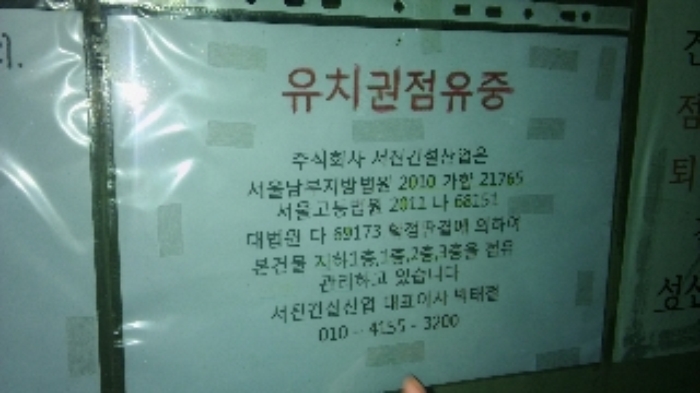 유치권점유중
주식회사 서진건설산업은
서울남부지방법원 2010 가합 21765
서울고등법원 2011 나 68151
대법원 다 69173 확정판결에 의하여
본건물 지하1층,1층,2층,3층을 점유
관리하고 있습니다
서진건설산업 대표이사
010 - 4155 - 3200